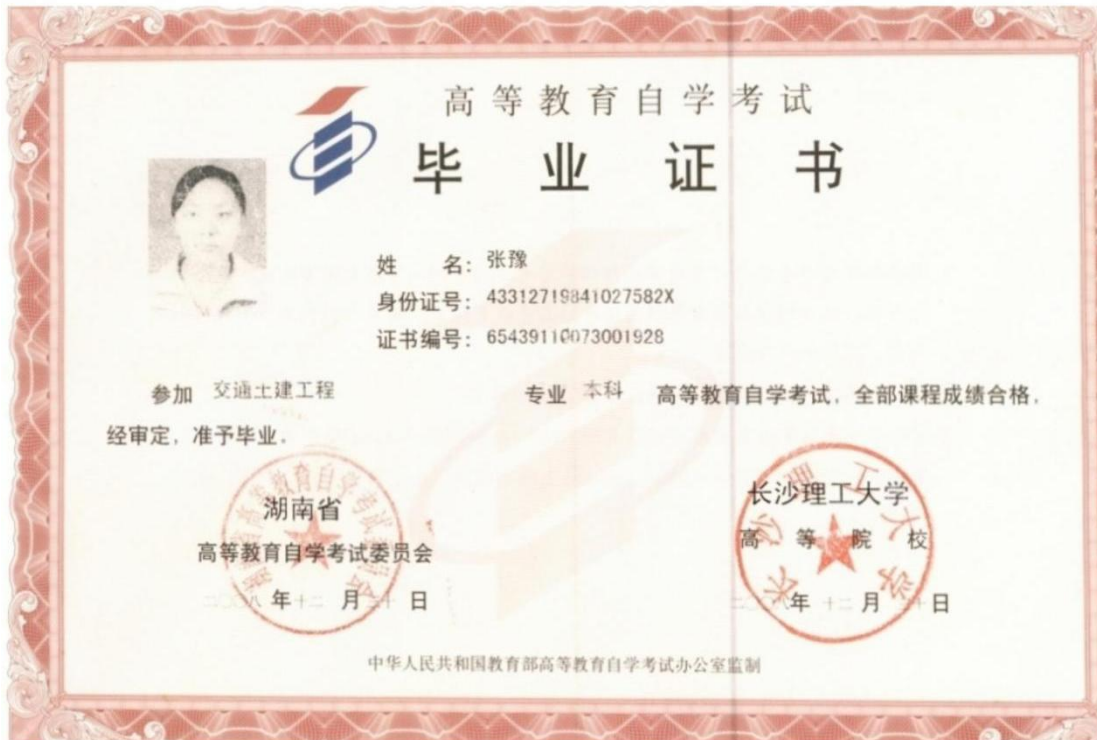 高等教育自学考试
毕业证书
姓 名：张豫
身份证号：43312719841027582X
证书编号：65439110073001928
参加 交通土建工程 专业 本科 高等教育自学考试，全部课程成绩合格，
经审定，准予毕业。
湖南省
高等教育自学考试委员会
年 十二 月 日
长沙理工大学
高等院校
年 十二 月 日
中华人民共和国教育部高等教育自学考试办公室监制